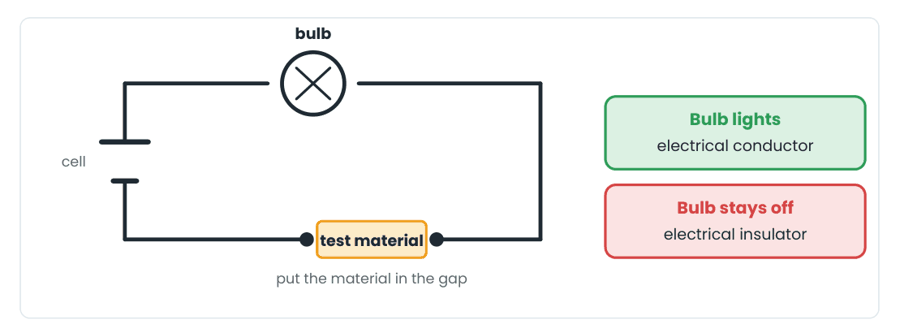 bulb
cell
test material
put the material in the gap
Bulb lights
electrical conductor
Bulb stays off
electrical insulator